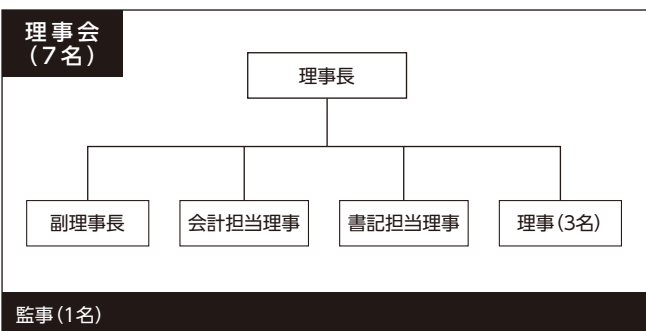 理事会
(7名)
理事長
副理事長
会計担当理事
書記担当理事
理事(3名)
監事(1名)